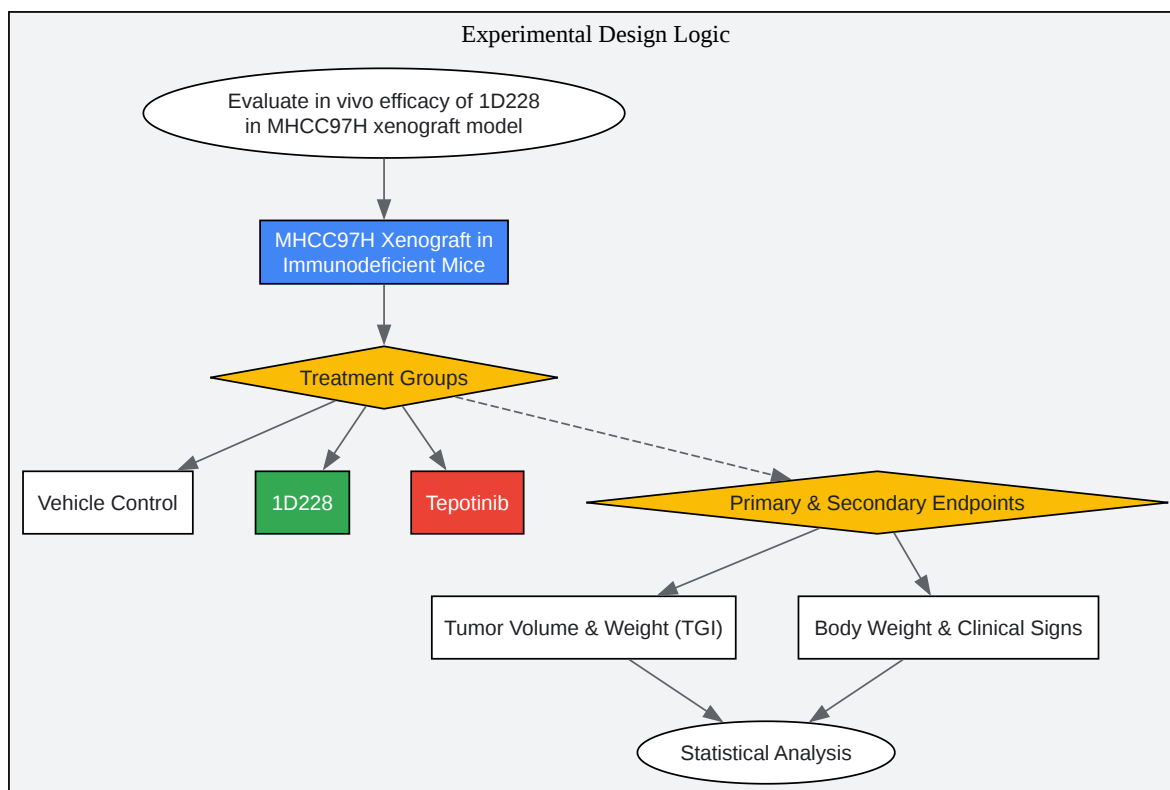 Experimental Design Logic
Evaluate in vivo efficacy of 1D228
in MHCC97H xenograft model
MHCC97H Xenograft in
Immunodeficient Mice
Treatment Groups
Vehicle Control
1D228
Tepotinib
Primary & Secondary Endpoints
Tumor Volume & Weight (TGI)
Body Weight & Clinical Signs
Statistical Analysis